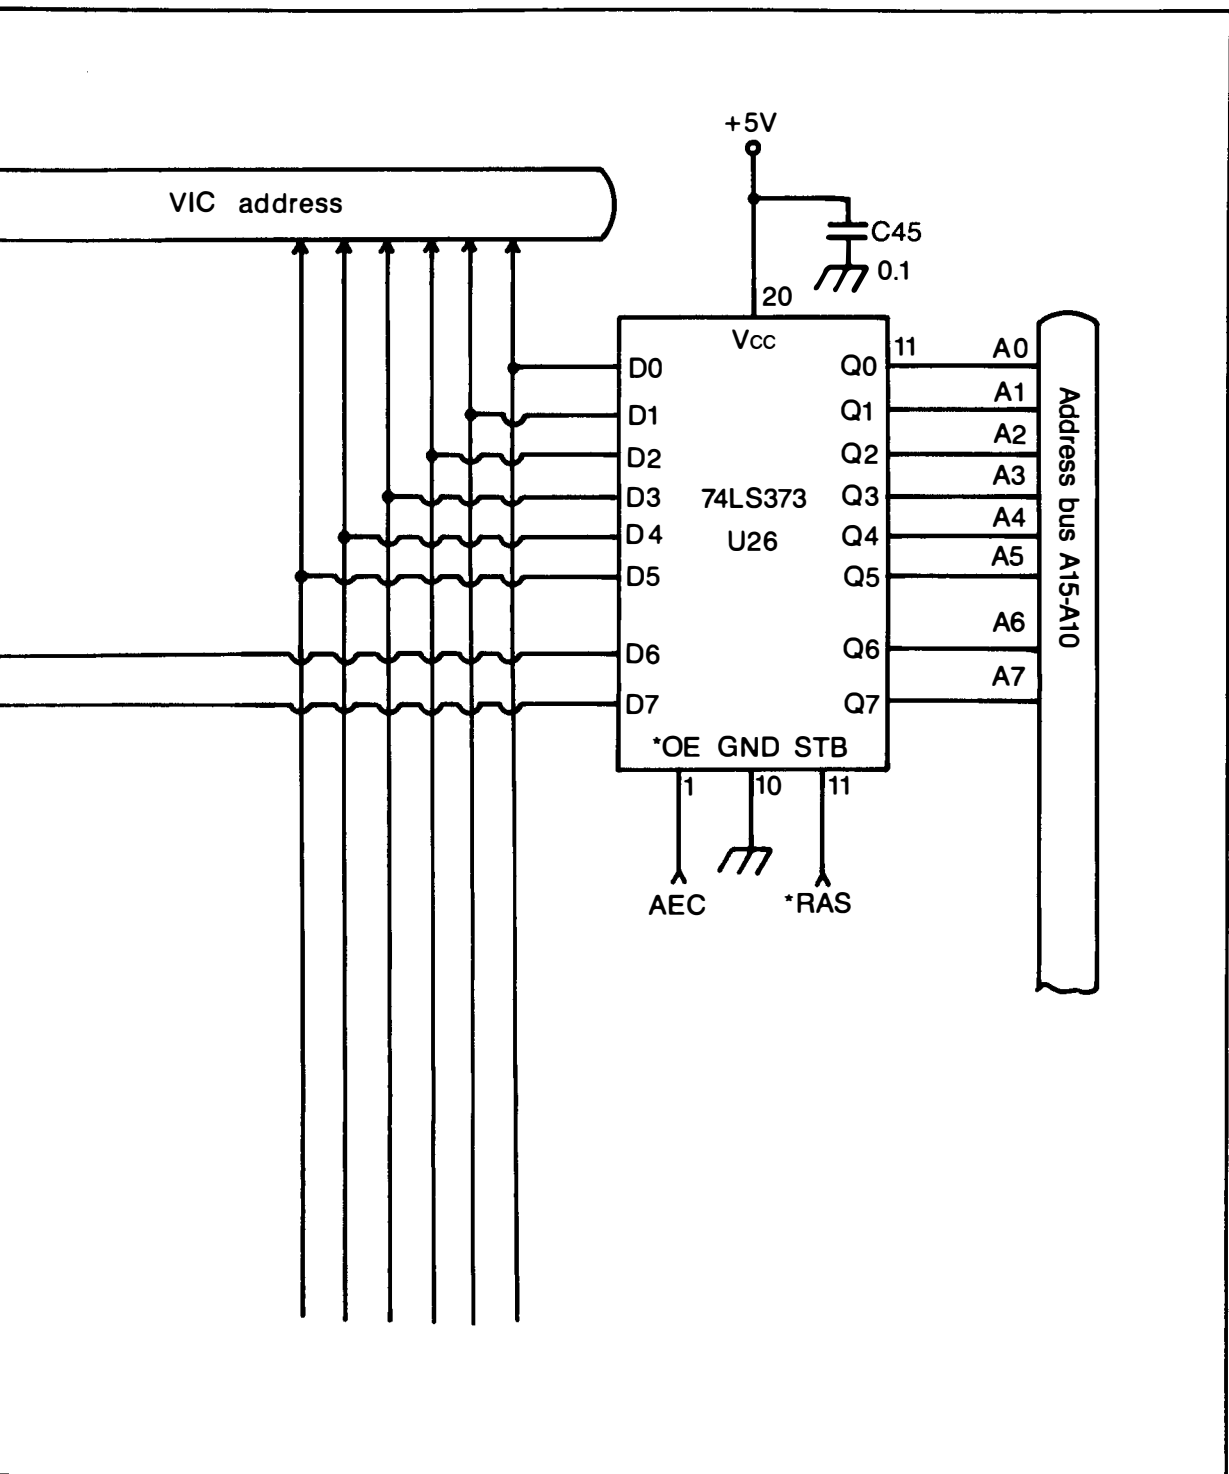 +5V
VIC address
C45
0.1
20
Vcc
D0
D1
D2
D3
D4
D5
D6
D7
74LS373
U26
11
Q0
Q1
Q2
Q3
Q4
Q5
Q6
Q7
A0
A1
A2
A3
A4
A5
A6
A7
Address bus A15-A10
*OE GND STB
1
10
11
AEC
*RAS